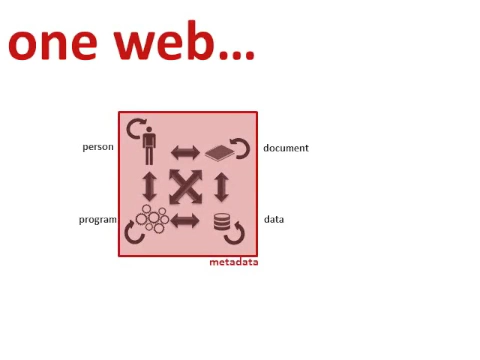 one web...
person
document
program
data
metadata